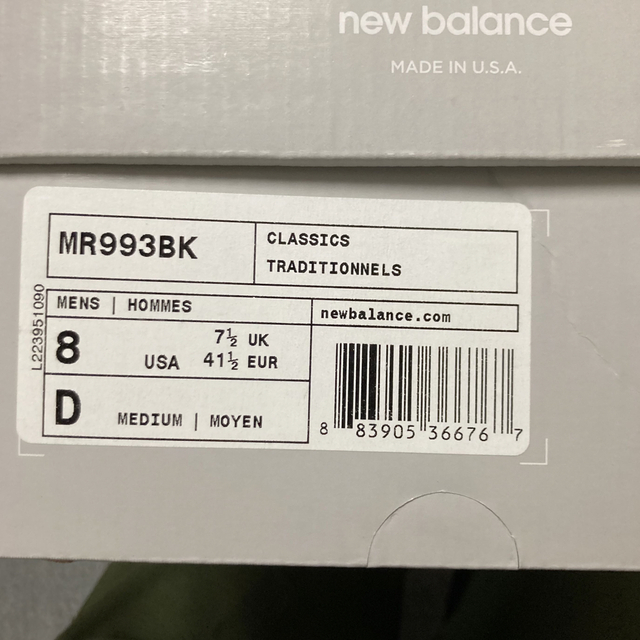 new balance
MADE IN U.S.A.
MR993BK
CLASSICS
TRADITIONNELS
L223951090
MENS | HOMMES
newbalance.com
8 USA 7½ UK
41½ EUR
D MEDIUM | MOYEN
8 83905 36676 7